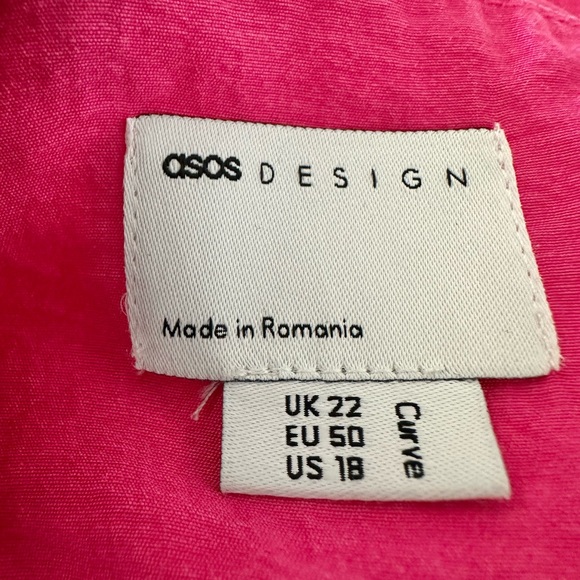 asos DESIGN
Made in Romania
UK 22
EU 50
US 18
Curve